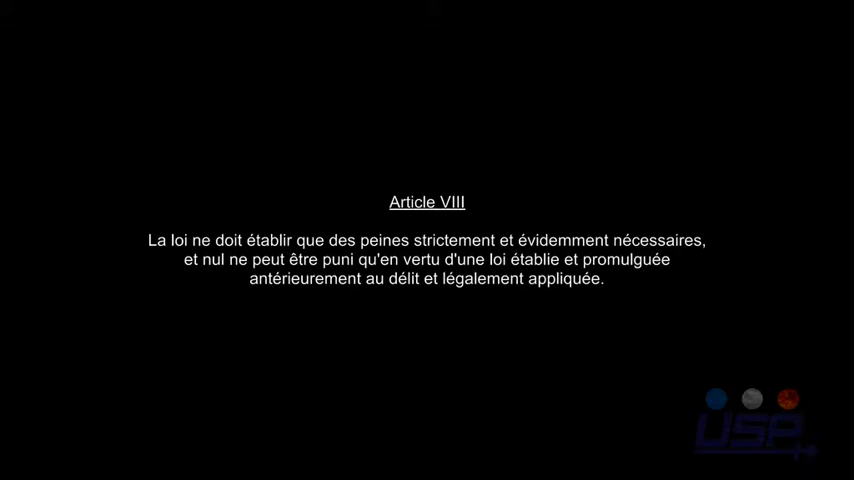 Article VIII
La loi ne doit établir que des peines strictement et évidemment nécessaires,
et nul ne peut être puni qu'en vertu d'une loi établie et promulguée
antérieurement au délit et légalement appliquée.
USP